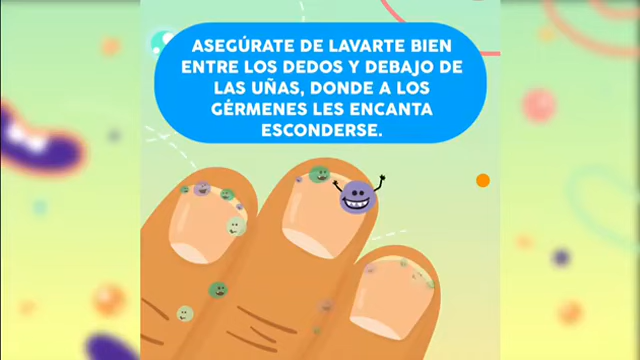 ASEGÚRATE DE LAVARTE BIEN
ENTRE LOS DEDOS Y DEBAJO DE
LAS UÑAS, DONDE A LOS
GÉRMENES LES ENCANTA
ESCONDERSE.